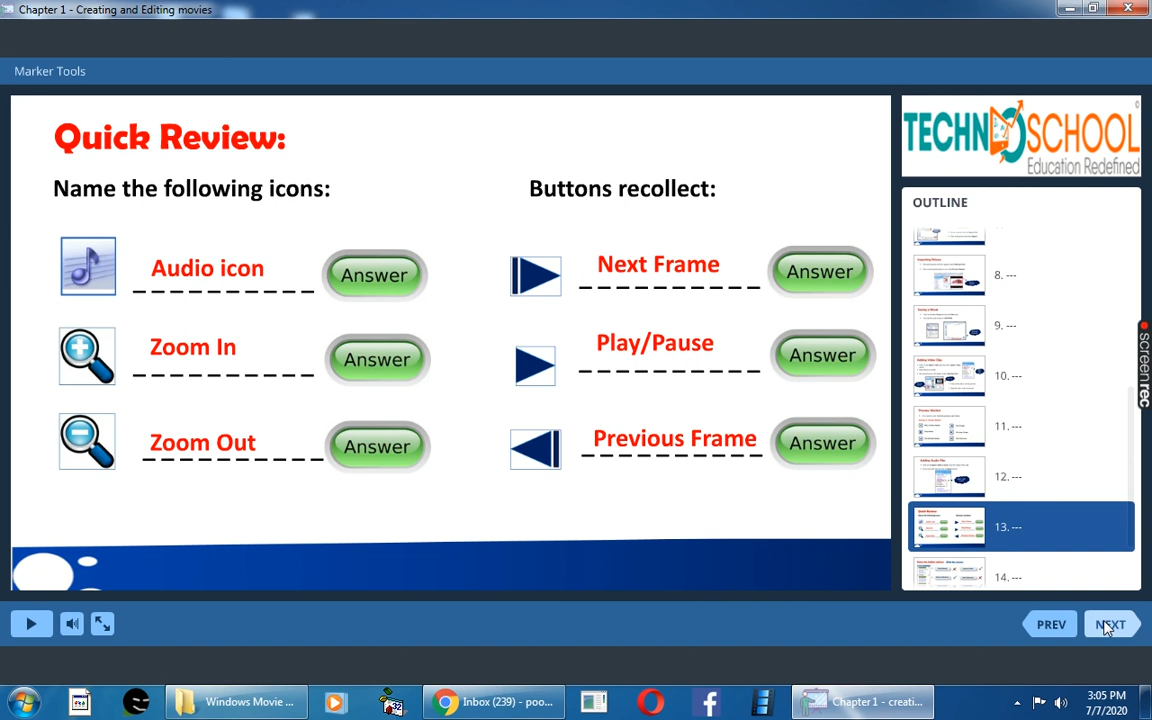 Chapter 1 - Creating and Editing movies
Marker Tools
Quick Review:
Name the following icons:
Buttons recollect:
Audio icon
Answer
Next Frame
Answer
Zoom In
Answer
Play/Pause
Answer
Zoom Out
Answer
Previous Frame
Answer
TECHNOSCHOOL
©
Education Redefined
OUTLINE
8. ---
9. ---
10. ---
11. ---
12. ---
13. ---
14. ---
screenrec
PREV
NEXT
Windows Movie ...
Inbox (239) - poo...
Chapter 1 - creati...
3:05 PM
7/7/2020